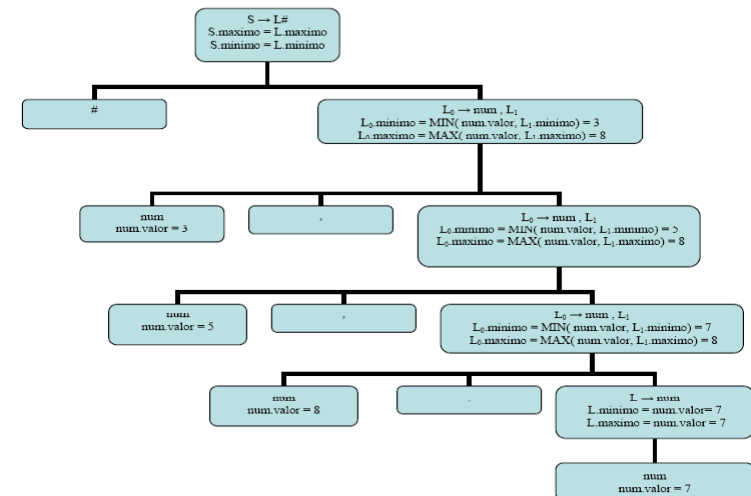 S → L#
S.maximo = L.maximo
S.minimo = L.minimo
#
L₀ → num , L₁
L₀.minimo = MIN( num.valor, L₁.minimo) = 3
L₀.maximo = MAX( num.valor, L₁.maximo) = 8
num
num.valor = 3
,
L₀ → num , L₁
L₀.minimo = MIN( num.valor, L₁.minimo) = 5
L₀.maximo = MAX( num.valor, L₁.maximo) = 8
num
num.valor = 5
,
L₀ → num , L₁
L₀.minimo = MIN( num.valor, L₁.minimo) = 7
L₀.maximo = MAX( num.valor, L₁.maximo) = 8
num
num.valor = 8
,
L → num
L.minimo = num.valor= 7
L.maximo = num.valor = 7
num
num.valor = 7